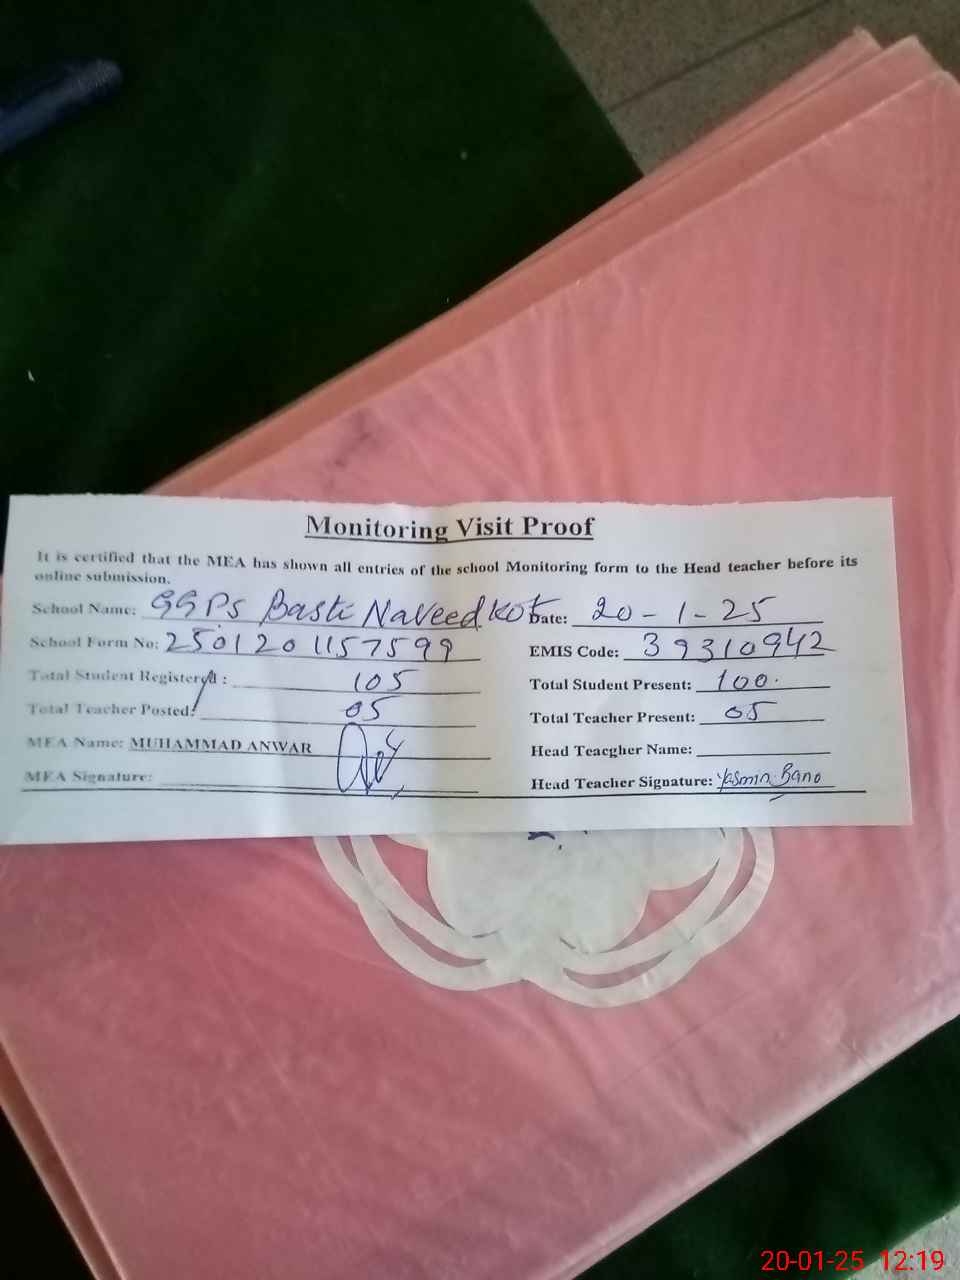 Monitoring Visit Proof
It is certified that the MEA has shown all entries of the school Monitoring form to the Head teacher before its
online submission.
School Name: GGPS Basti Naveed Kot Date: 20-1-25
School Form No: 2501201157599 EMIS Code: 39310942
Total Student Registered: 105 Total Student Present: 100.
Total Teacher Posted: 05 Total Teacher Present: 05
MEA Name: MUHAMMAD ANWAR Head Teacgher Name:
MEA Signature: Head Teacher Signature: Yasmin Bano
20-01-25 12:19